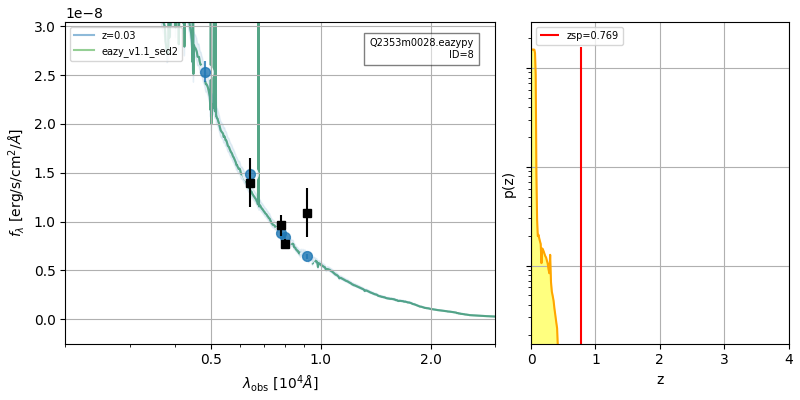 1e−8
z=0.03
eazy_v1.1_sed2
Q2353m0028.eazypy
ID=8
3.0
2.5
2.0
1.5
1.0
0.5
0.0
fλ [erg/s/cm²/Å]
0.5
1.0
2.0
λobs [10⁴Å]
zsp=0.769
p(z)
0
1
2
3
4
z